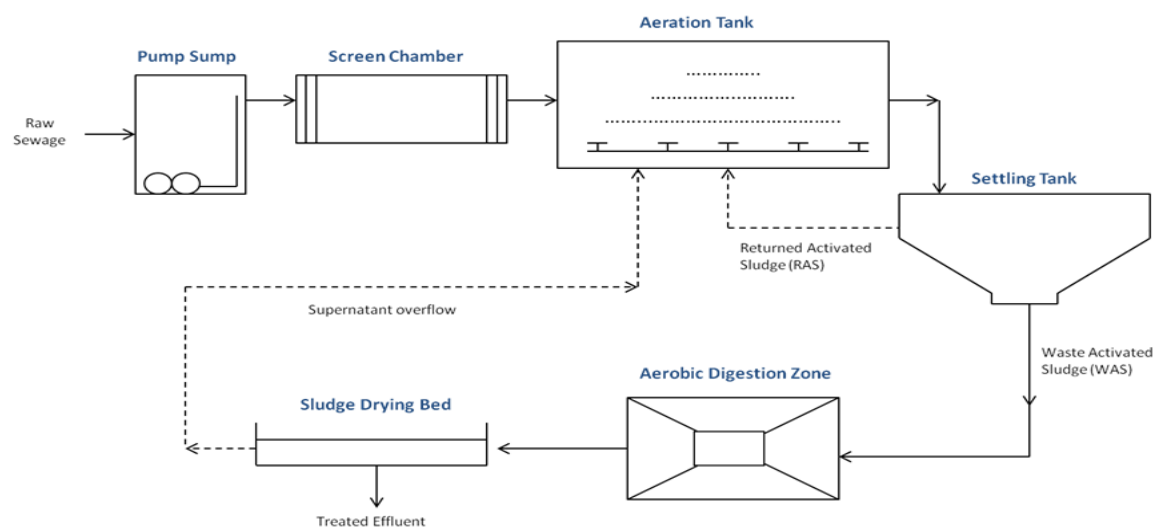 Aeration Tank
Pump Sump
Screen Chamber
Raw
Sewage
Settling Tank
Returned Activated
Sludge (RAS)
Supernatant overflow
Waste Activated
Sludge (WAS)
Aerobic Digestion Zone
Sludge Drying Bed
Treated Effluent